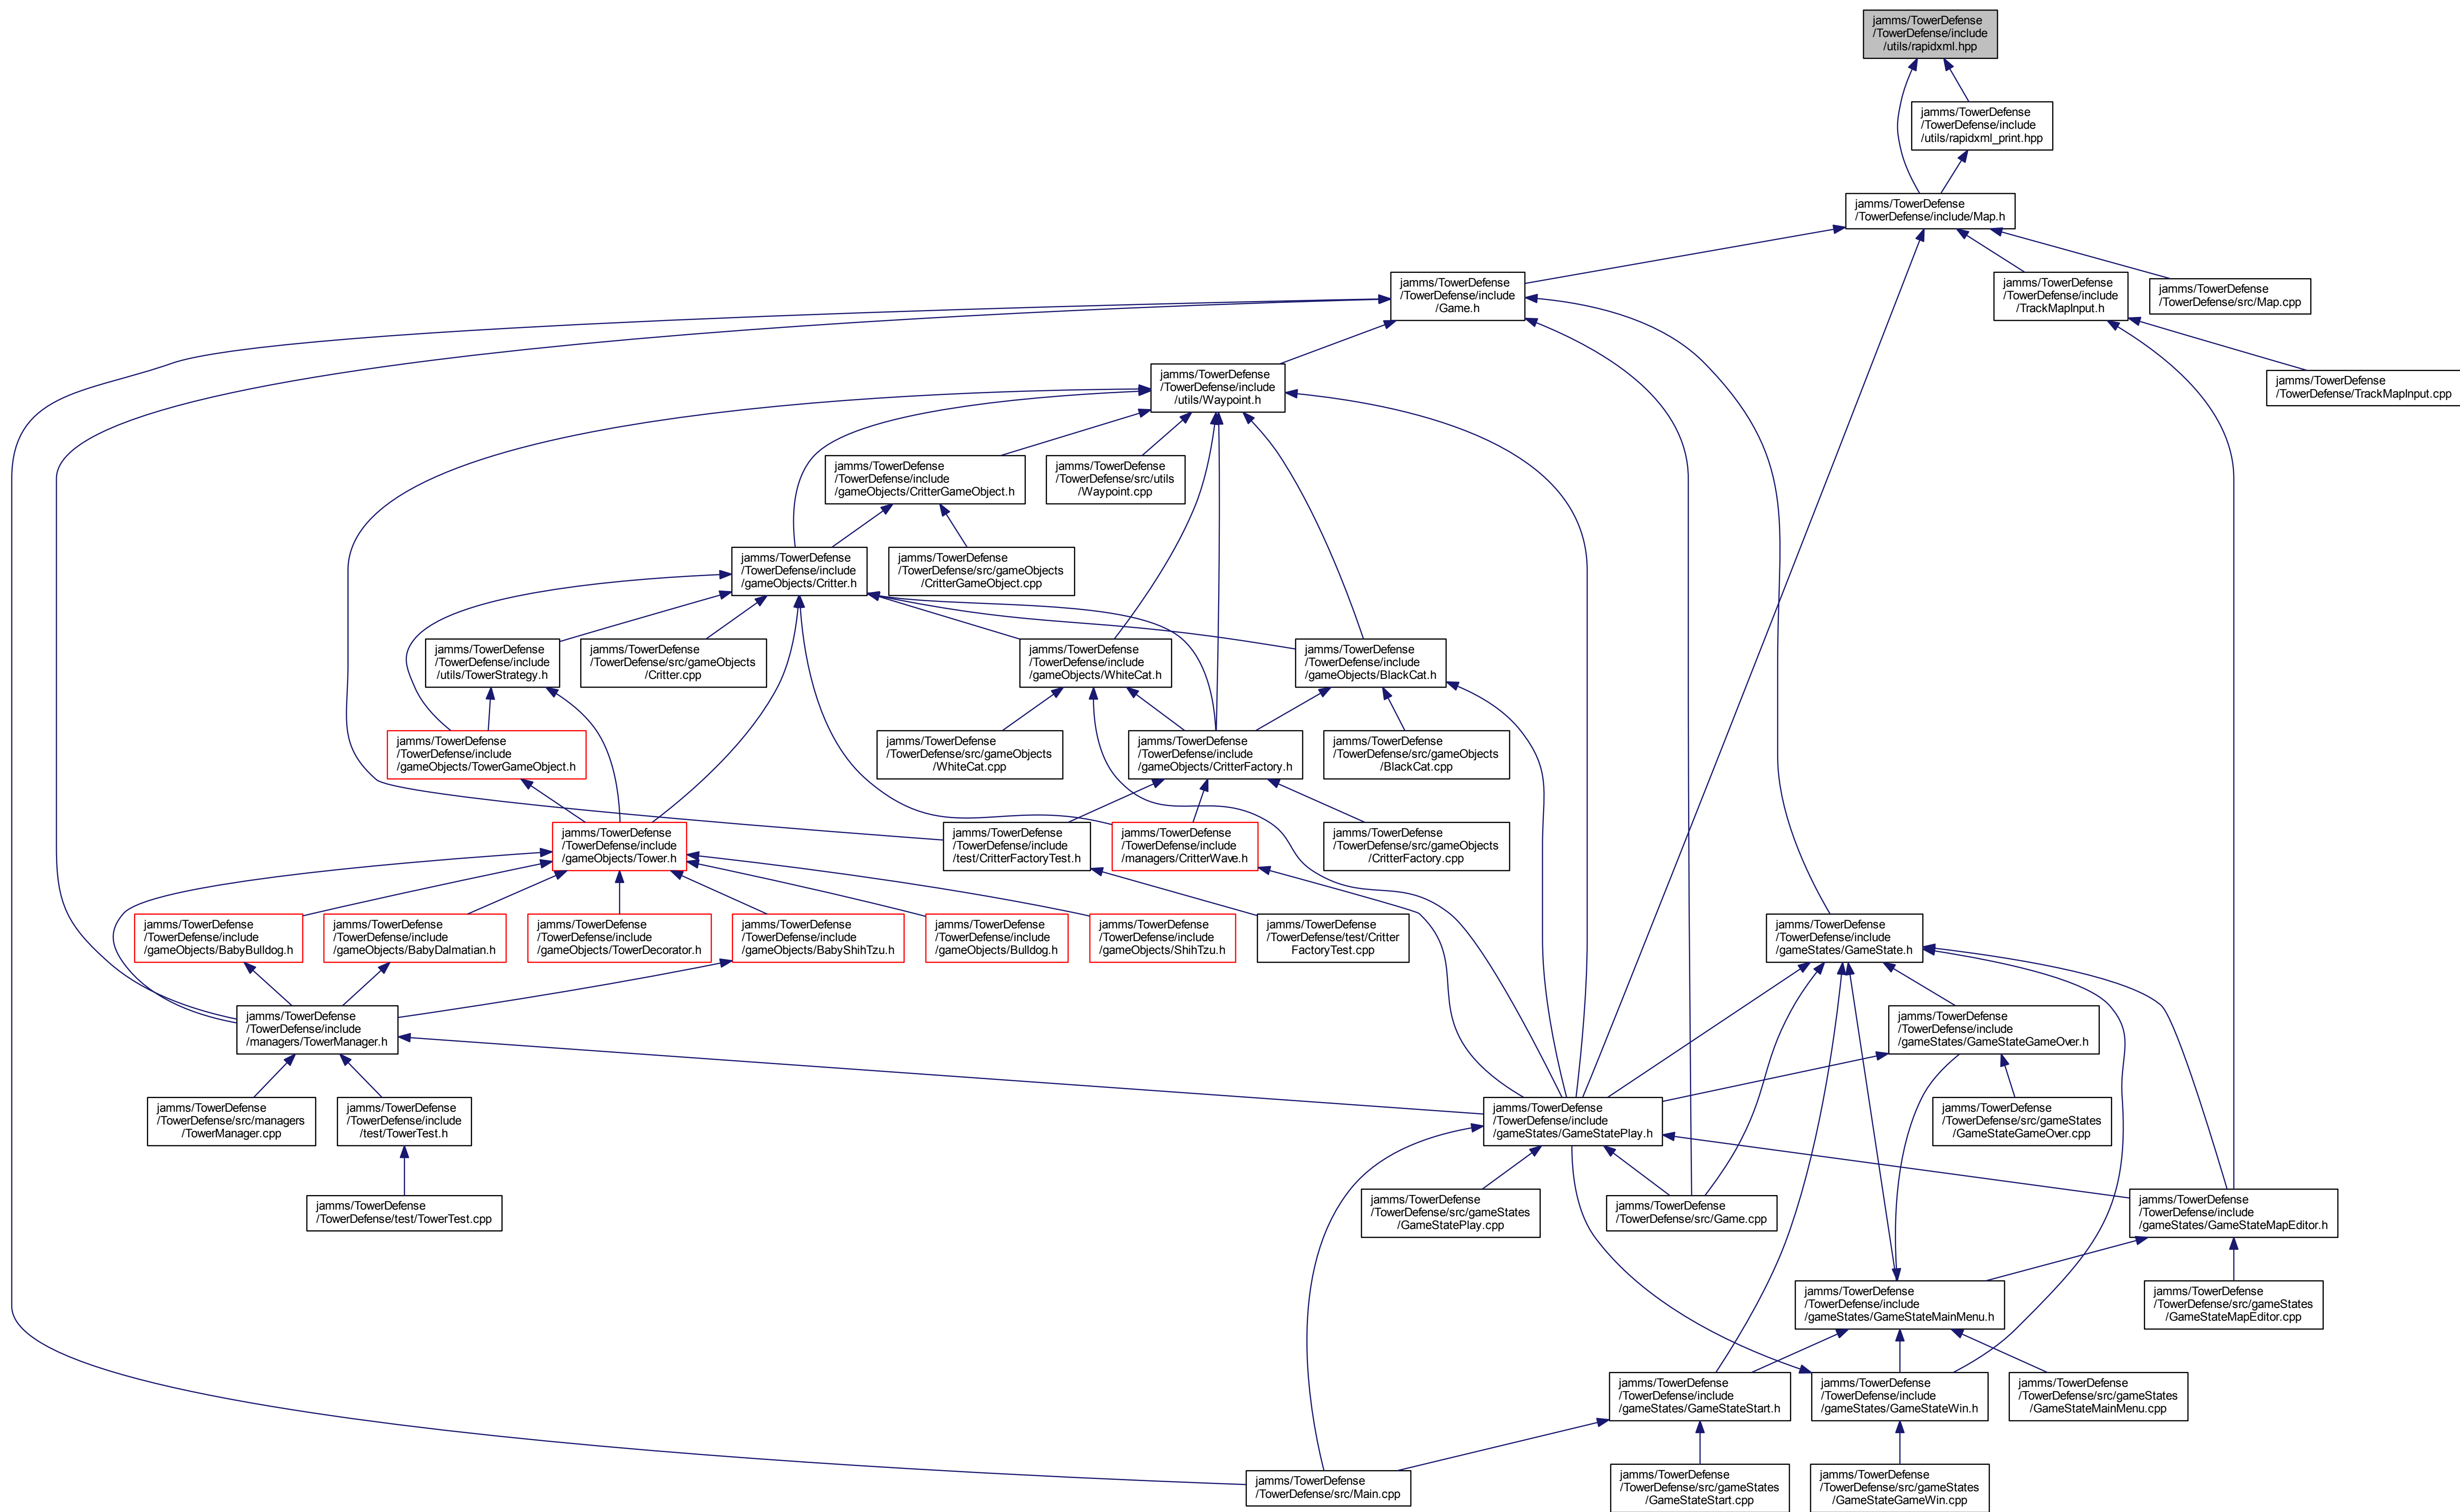 jamms/TowerDefense
/TowerDefense/include
/utils/rapidxml.hpp
jamms/TowerDefense
/TowerDefense/include
/utils/rapidxml_print.hpp
jamms/TowerDefense
/TowerDefense/include/Map.h
jamms/TowerDefense
/TowerDefense/include
/Game.h
jamms/TowerDefense
/TowerDefense/include
/TrackMapInput.h
jamms/TowerDefense
/TowerDefense/src/Map.cpp
jamms/TowerDefense
/TowerDefense/include
/utils/Waypoint.h
jamms/TowerDefense
/TowerDefense/TrackMapInput.cpp
jamms/TowerDefense
/TowerDefense/include
/gameObjects/CritterGameObject.h
jamms/TowerDefense
/TowerDefense/src/utils
/Waypoint.cpp
jamms/TowerDefense
/TowerDefense/include
/gameObjects/Critter.h
jamms/TowerDefense
/TowerDefense/src/gameObjects
/CritterGameObject.cpp
jamms/TowerDefense
/TowerDefense/include
/utils/TowerStrategy.h
jamms/TowerDefense
/TowerDefense/src/gameObjects
/Critter.cpp
jamms/TowerDefense
/TowerDefense/include
/gameObjects/WhiteCat.h
jamms/TowerDefense
/TowerDefense/include
/gameObjects/BlackCat.h
jamms/TowerDefense
/TowerDefense/include
/gameObjects/TowerGameObject.h
jamms/TowerDefense
/TowerDefense/src/gameObjects
/WhiteCat.cpp
jamms/TowerDefense
/TowerDefense/include
/gameObjects/CritterFactory.h
jamms/TowerDefense
/TowerDefense/src/gameObjects
/BlackCat.cpp
jamms/TowerDefense
/TowerDefense/include
/gameObjects/Tower.h
jamms/TowerDefense
/TowerDefense/include
/test/CritterFactoryTest.h
jamms/TowerDefense
/TowerDefense/include
/managers/CritterWave.h
jamms/TowerDefense
/TowerDefense/src/gameObjects
/CritterFactory.cpp
jamms/TowerDefense
/TowerDefense/include
/gameObjects/BabyBulldog.h
jamms/TowerDefense
/TowerDefense/include
/gameObjects/BabyDalmatian.h
jamms/TowerDefense
/TowerDefense/include
/gameObjects/TowerDecorator.h
jamms/TowerDefense
/TowerDefense/include
/gameObjects/BabyShihTzu.h
jamms/TowerDefense
/TowerDefense/include
/gameObjects/Bulldog.h
jamms/TowerDefense
/TowerDefense/include
/gameObjects/ShihTzu.h
jamms/TowerDefense
/TowerDefense/test/Critter
FactoryTest.cpp
jamms/TowerDefense
/TowerDefense/include
/gameStates/GameState.h
jamms/TowerDefense
/TowerDefense/include
/managers/TowerManager.h
jamms/TowerDefense
/TowerDefense/include
/gameStates/GameStateGameOver.h
jamms/TowerDefense
/TowerDefense/src/managers
/TowerManager.cpp
jamms/TowerDefense
/TowerDefense/include
/test/TowerTest.h
jamms/TowerDefense
/TowerDefense/include
/gameStates/GameStatePlay.h
jamms/TowerDefense
/TowerDefense/src/gameStates
/GameStateGameOver.cpp
jamms/TowerDefense
/TowerDefense/test/TowerTest.cpp
jamms/TowerDefense
/TowerDefense/src/gameStates
/GameStatePlay.cpp
jamms/TowerDefense
/TowerDefense/src/Game.cpp
jamms/TowerDefense
/TowerDefense/include
/gameStates/GameStateMapEditor.h
jamms/TowerDefense
/TowerDefense/include
/gameStates/GameStateMainMenu.h
jamms/TowerDefense
/TowerDefense/src/gameStates
/GameStateMapEditor.cpp
jamms/TowerDefense
/TowerDefense/include
/gameStates/GameStateStart.h
jamms/TowerDefense
/TowerDefense/include
/gameStates/GameStateWin.h
jamms/TowerDefense
/TowerDefense/src/gameStates
/GameStateMainMenu.cpp
jamms/TowerDefense
/TowerDefense/src/Main.cpp
jamms/TowerDefense
/TowerDefense/src/gameStates
/GameStateStart.cpp
jamms/TowerDefense
/TowerDefense/src/gameStates
/GameStateGameWin.cpp